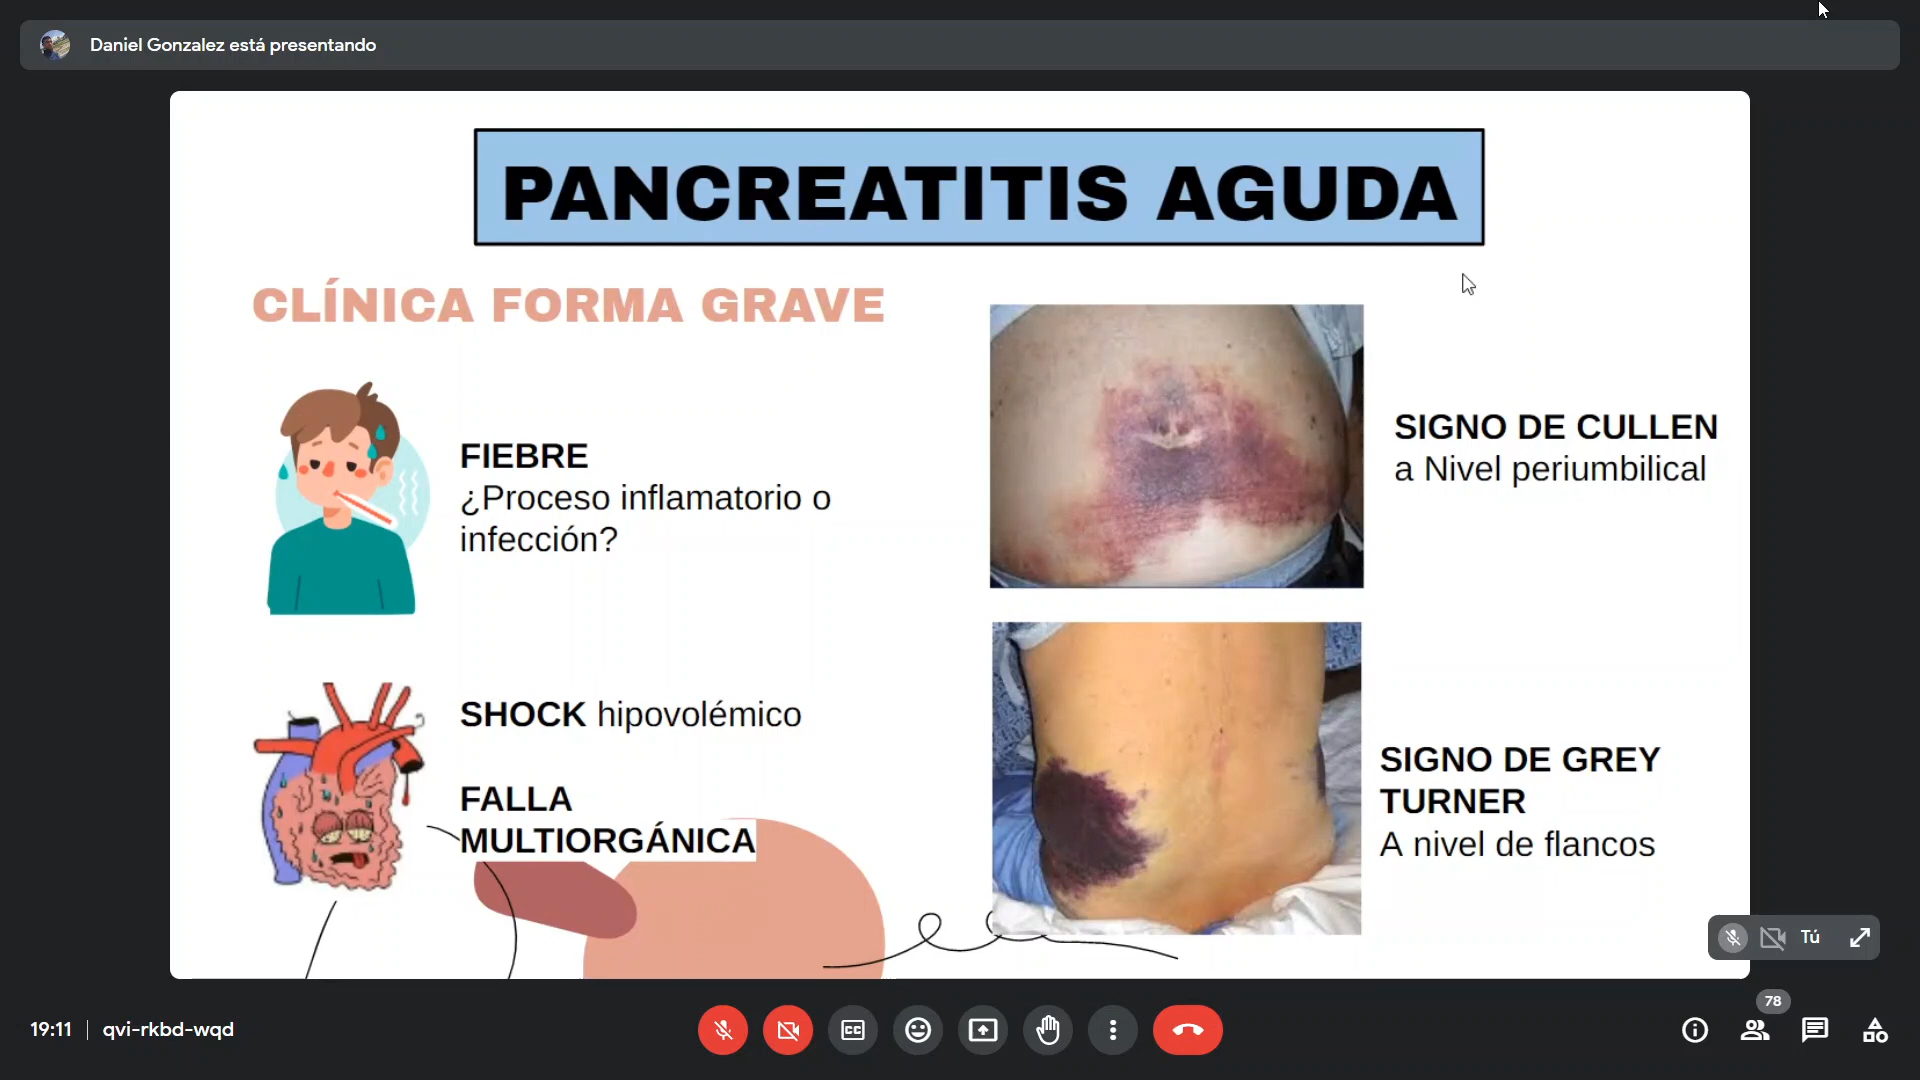 Daniel Gonzalez está presentando
PANCREATITIS AGUDA
CLÍNICA FORMA GRAVE
FIEBRE
¿Proceso inflamatorio o
infección?
SHOCK hipovolémico
FALLA
MULTIORGÁNICA
SIGNO DE CULLEN
a Nivel periumbilical
SIGNO DE GREY
TURNER
A nivel de flancos
Tú
78
19:11 | qvi-rkbd-wqd
CC